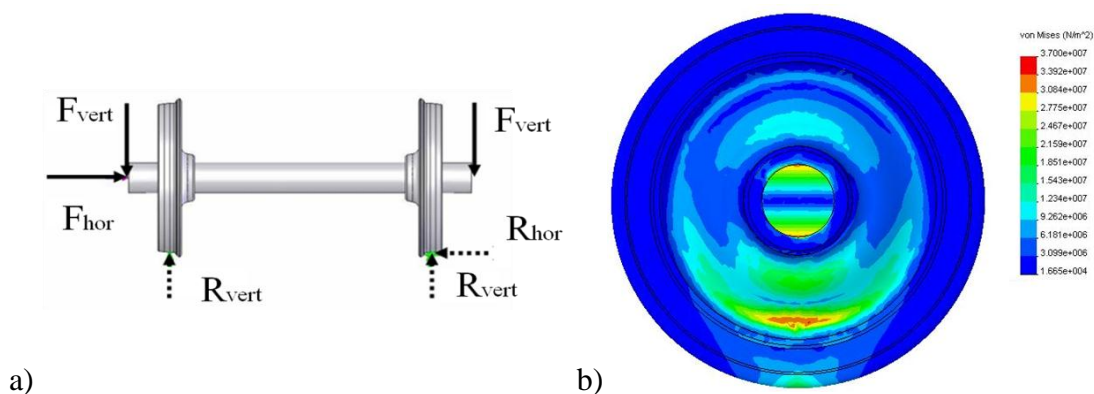 von Mises (N/m^2)
3.700e+007
3.392e+007
3.084e+007
2.775e+007
2.467e+007
2.159e+007
1.851e+007
1.543e+007
1.234e+007
9.262e+006
6.181e+006
3.099e+006
1.665e+004
Fvert
Fvert
Fhor
Rhor
Rvert
Rvert
a)
b)